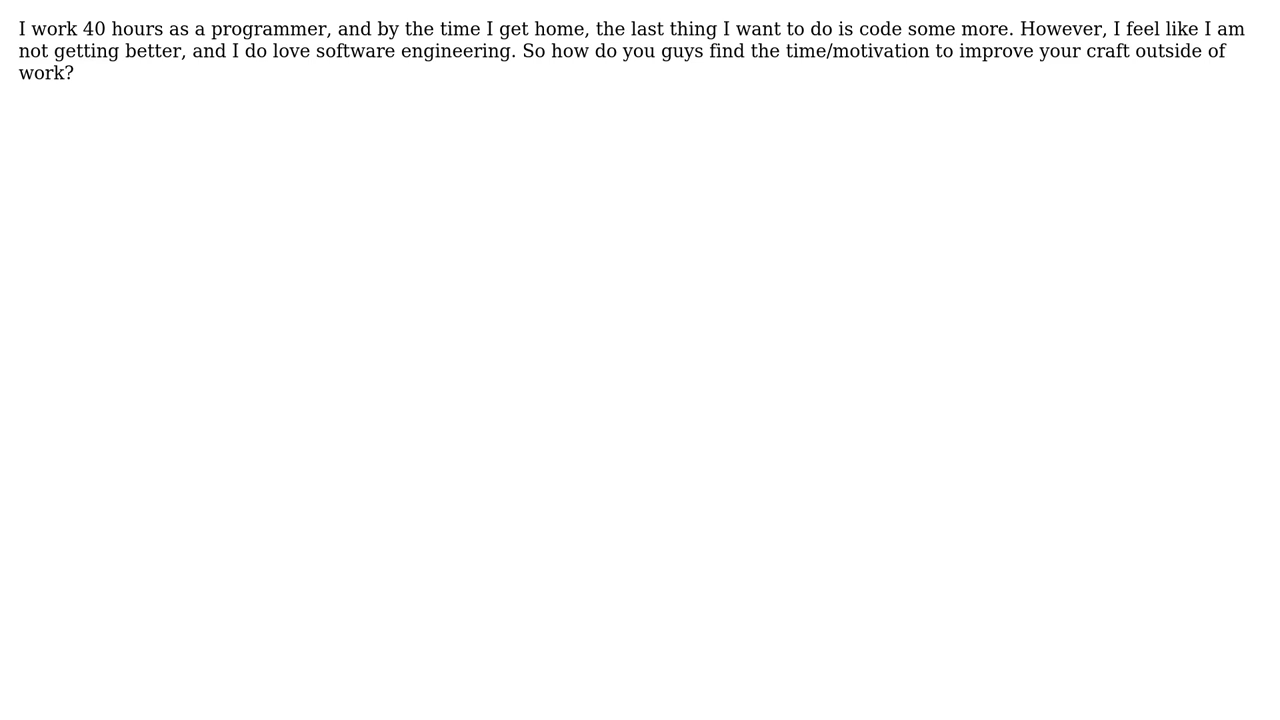 I work 40 hours as a programmer, and by the time I get home, the last thing I want to do is code some more. However, I feel like I am
not getting better, and I do love software engineering. So how do you guys find the time/motivation to improve your craft outside of
work?